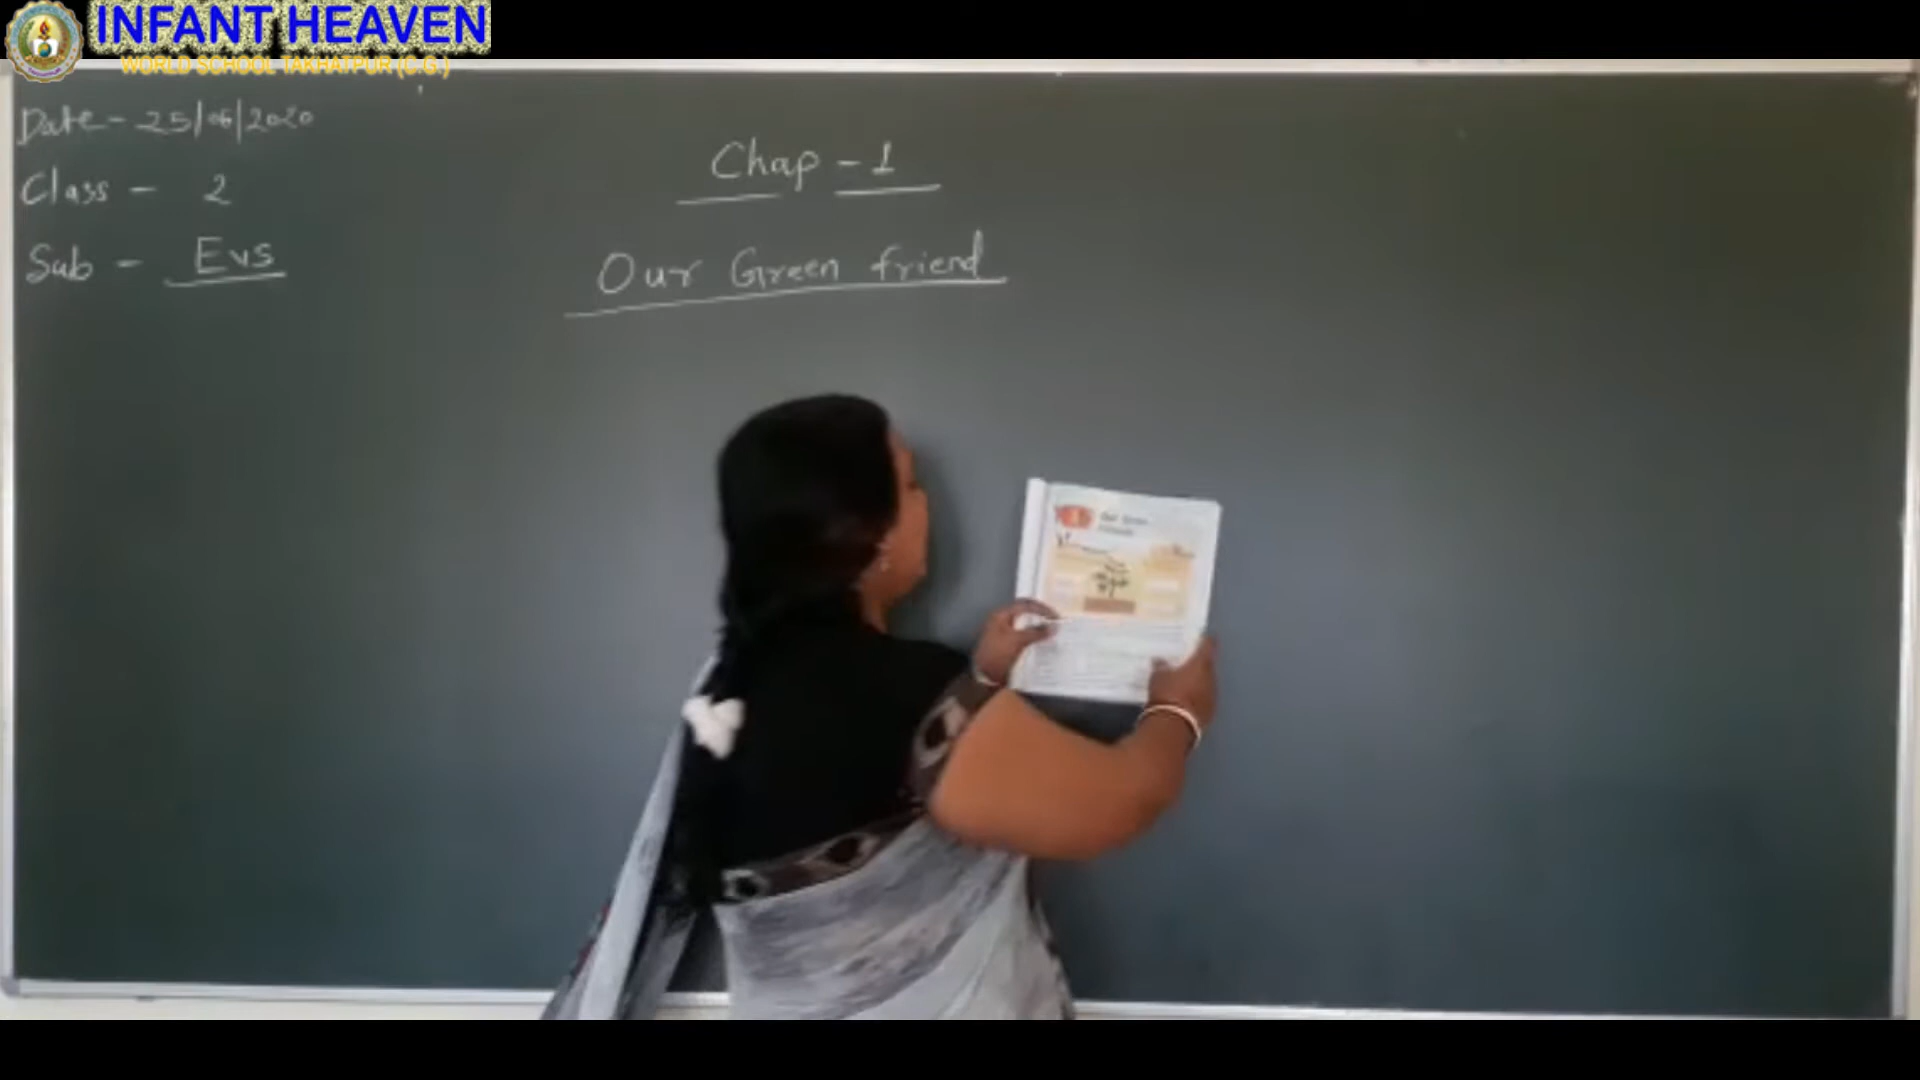 INFANT HEAVEN
WORLD SCHOOL TAKHATPUR (C.G.)
Date - 25/06/2020
Class - 2
Sub - Evs
Chap - 1
Our Green friend